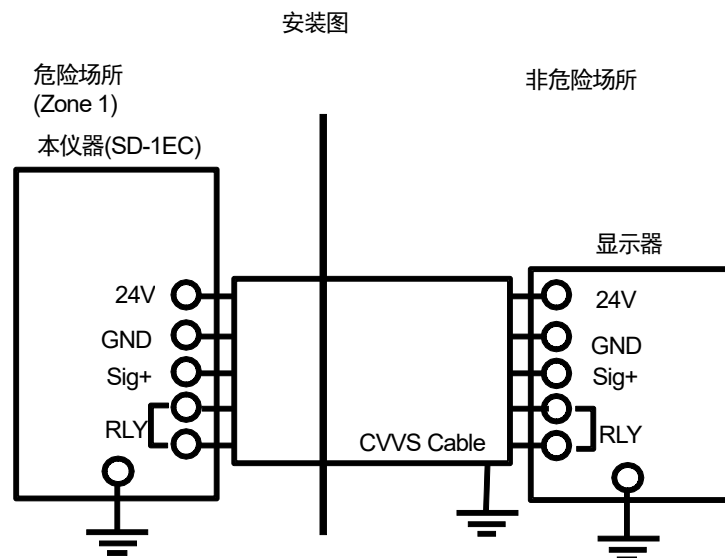 安装图
危险场所
(Zone 1)
非危险场所
本仪器(SD-1EC)
显示器
24V
GND
Sig+
RLY
CVVS Cable
24V
GND
Sig+
RLY